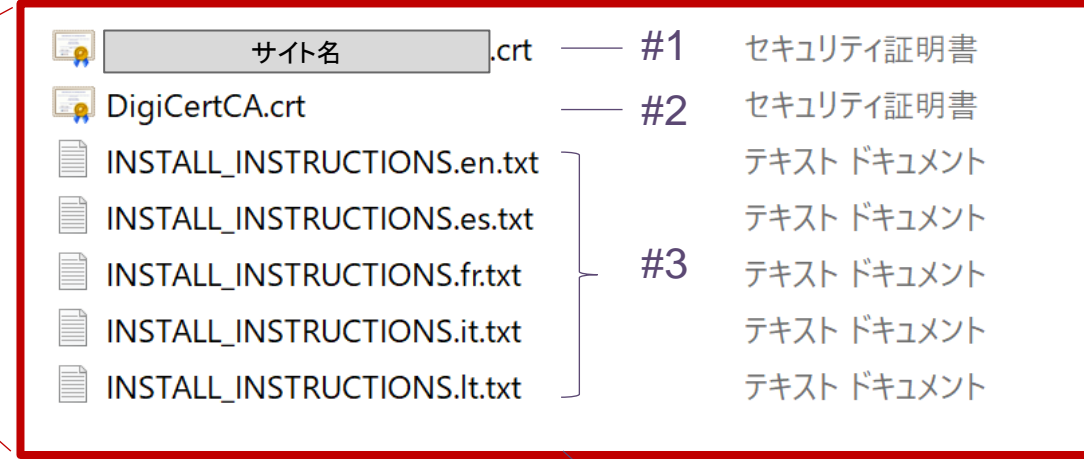 サイト名 .crt #1 セキュリティ証明書
DigiCertCA.crt #2 セキュリティ証明書
INSTALL_INSTRUCTIONS.en.txt テキスト ドキュメント
INSTALL_INSTRUCTIONS.es.txt テキスト ドキュメント
INSTALL_INSTRUCTIONS.fr.txt #3 テキスト ドキュメント
INSTALL_INSTRUCTIONS.it.txt テキスト ドキュメント
INSTALL_INSTRUCTIONS.lt.txt テキスト ドキュメント